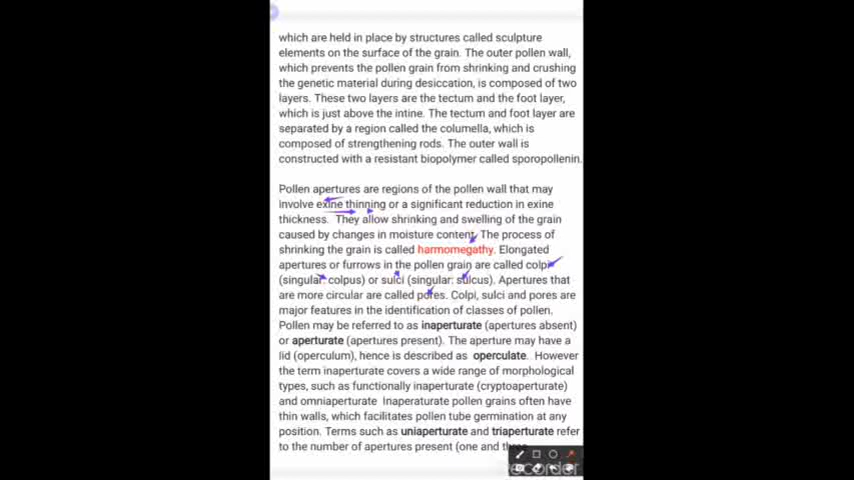 which are held in place by structures called sculpture
elements on the surface of the grain. The outer pollen wall,
which prevents the pollen grain from shrinking and crushing
the genetic material during desiccation, is composed of two
layers. These two layers are the tectum and the foot layer,
which is just above the intine. The tectum and foot layer are
separated by a region called the columella, which is
composed of strengthening rods. The outer wall is
constructed with a resistant biopolymer called sporopollenin.
Pollen apertures are regions of the pollen wall that may
involve exine thinning or a significant reduction in exine
thickness. They allow shrinking and swelling of the grain
caused by changes in moisture content. The process of
shrinking the grain is called harmomegathy. Elongated
apertures or furrows in the pollen grain are called colpi
(singular: colpus) or sulci (singular: sulcus). Apertures that
are more circular are called pores. Colpi, sulci and pores are
major features in the identification of classes of pollen.
Pollen may be referred to as inaperturate (apertures absent)
or aperturate (apertures present). The aperture may have a
lid (operculum), hence is described as operculate. However
the term inaperturate covers a wide range of morphological
types, such as functionally inaperturate (cryptoaperturate)
and omniaperturate Inaperaturate pollen grains often have
thin walls, which facilitates pollen tube germination at any
position. Terms such as uniaperturate and triaperturate refer
to the number of apertures present (one and three